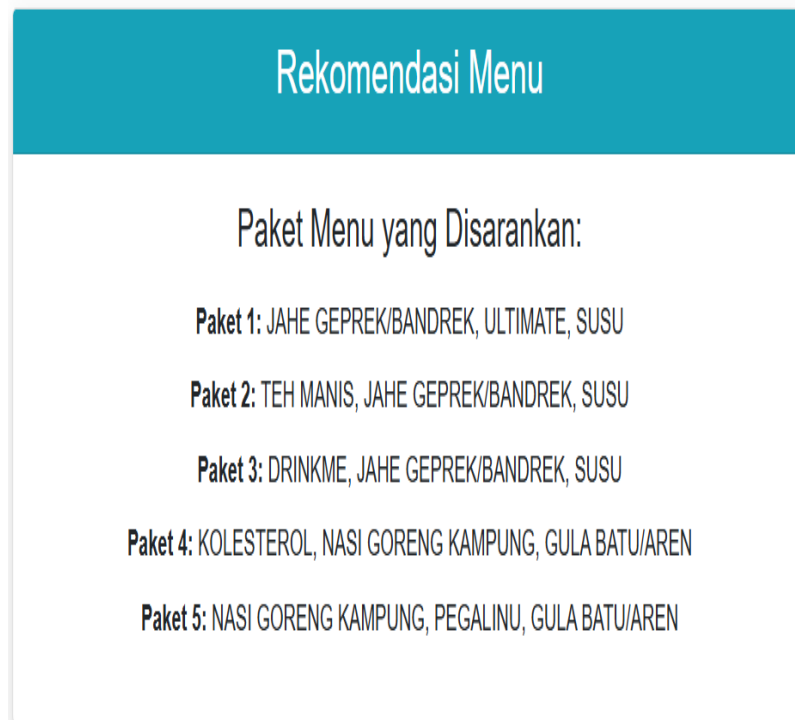 Rekomendasi Menu
Paket Menu yang Disarankan:
Paket 1: JAHE GEPREK/BANDREK, ULTIMATE, SUSU
Paket 2: TEH MANIS, JAHE GEPREK/BANDREK, SUSU
Paket 3: DRINKME, JAHE GEPREK/BANDREK, SUSU
Paket 4: KOLESTEROL, NASI GORENG KAMPUNG, GULA BATU/AREN
Paket 5: NASI GORENG KAMPUNG, PEGALINU, GULA BATU/AREN